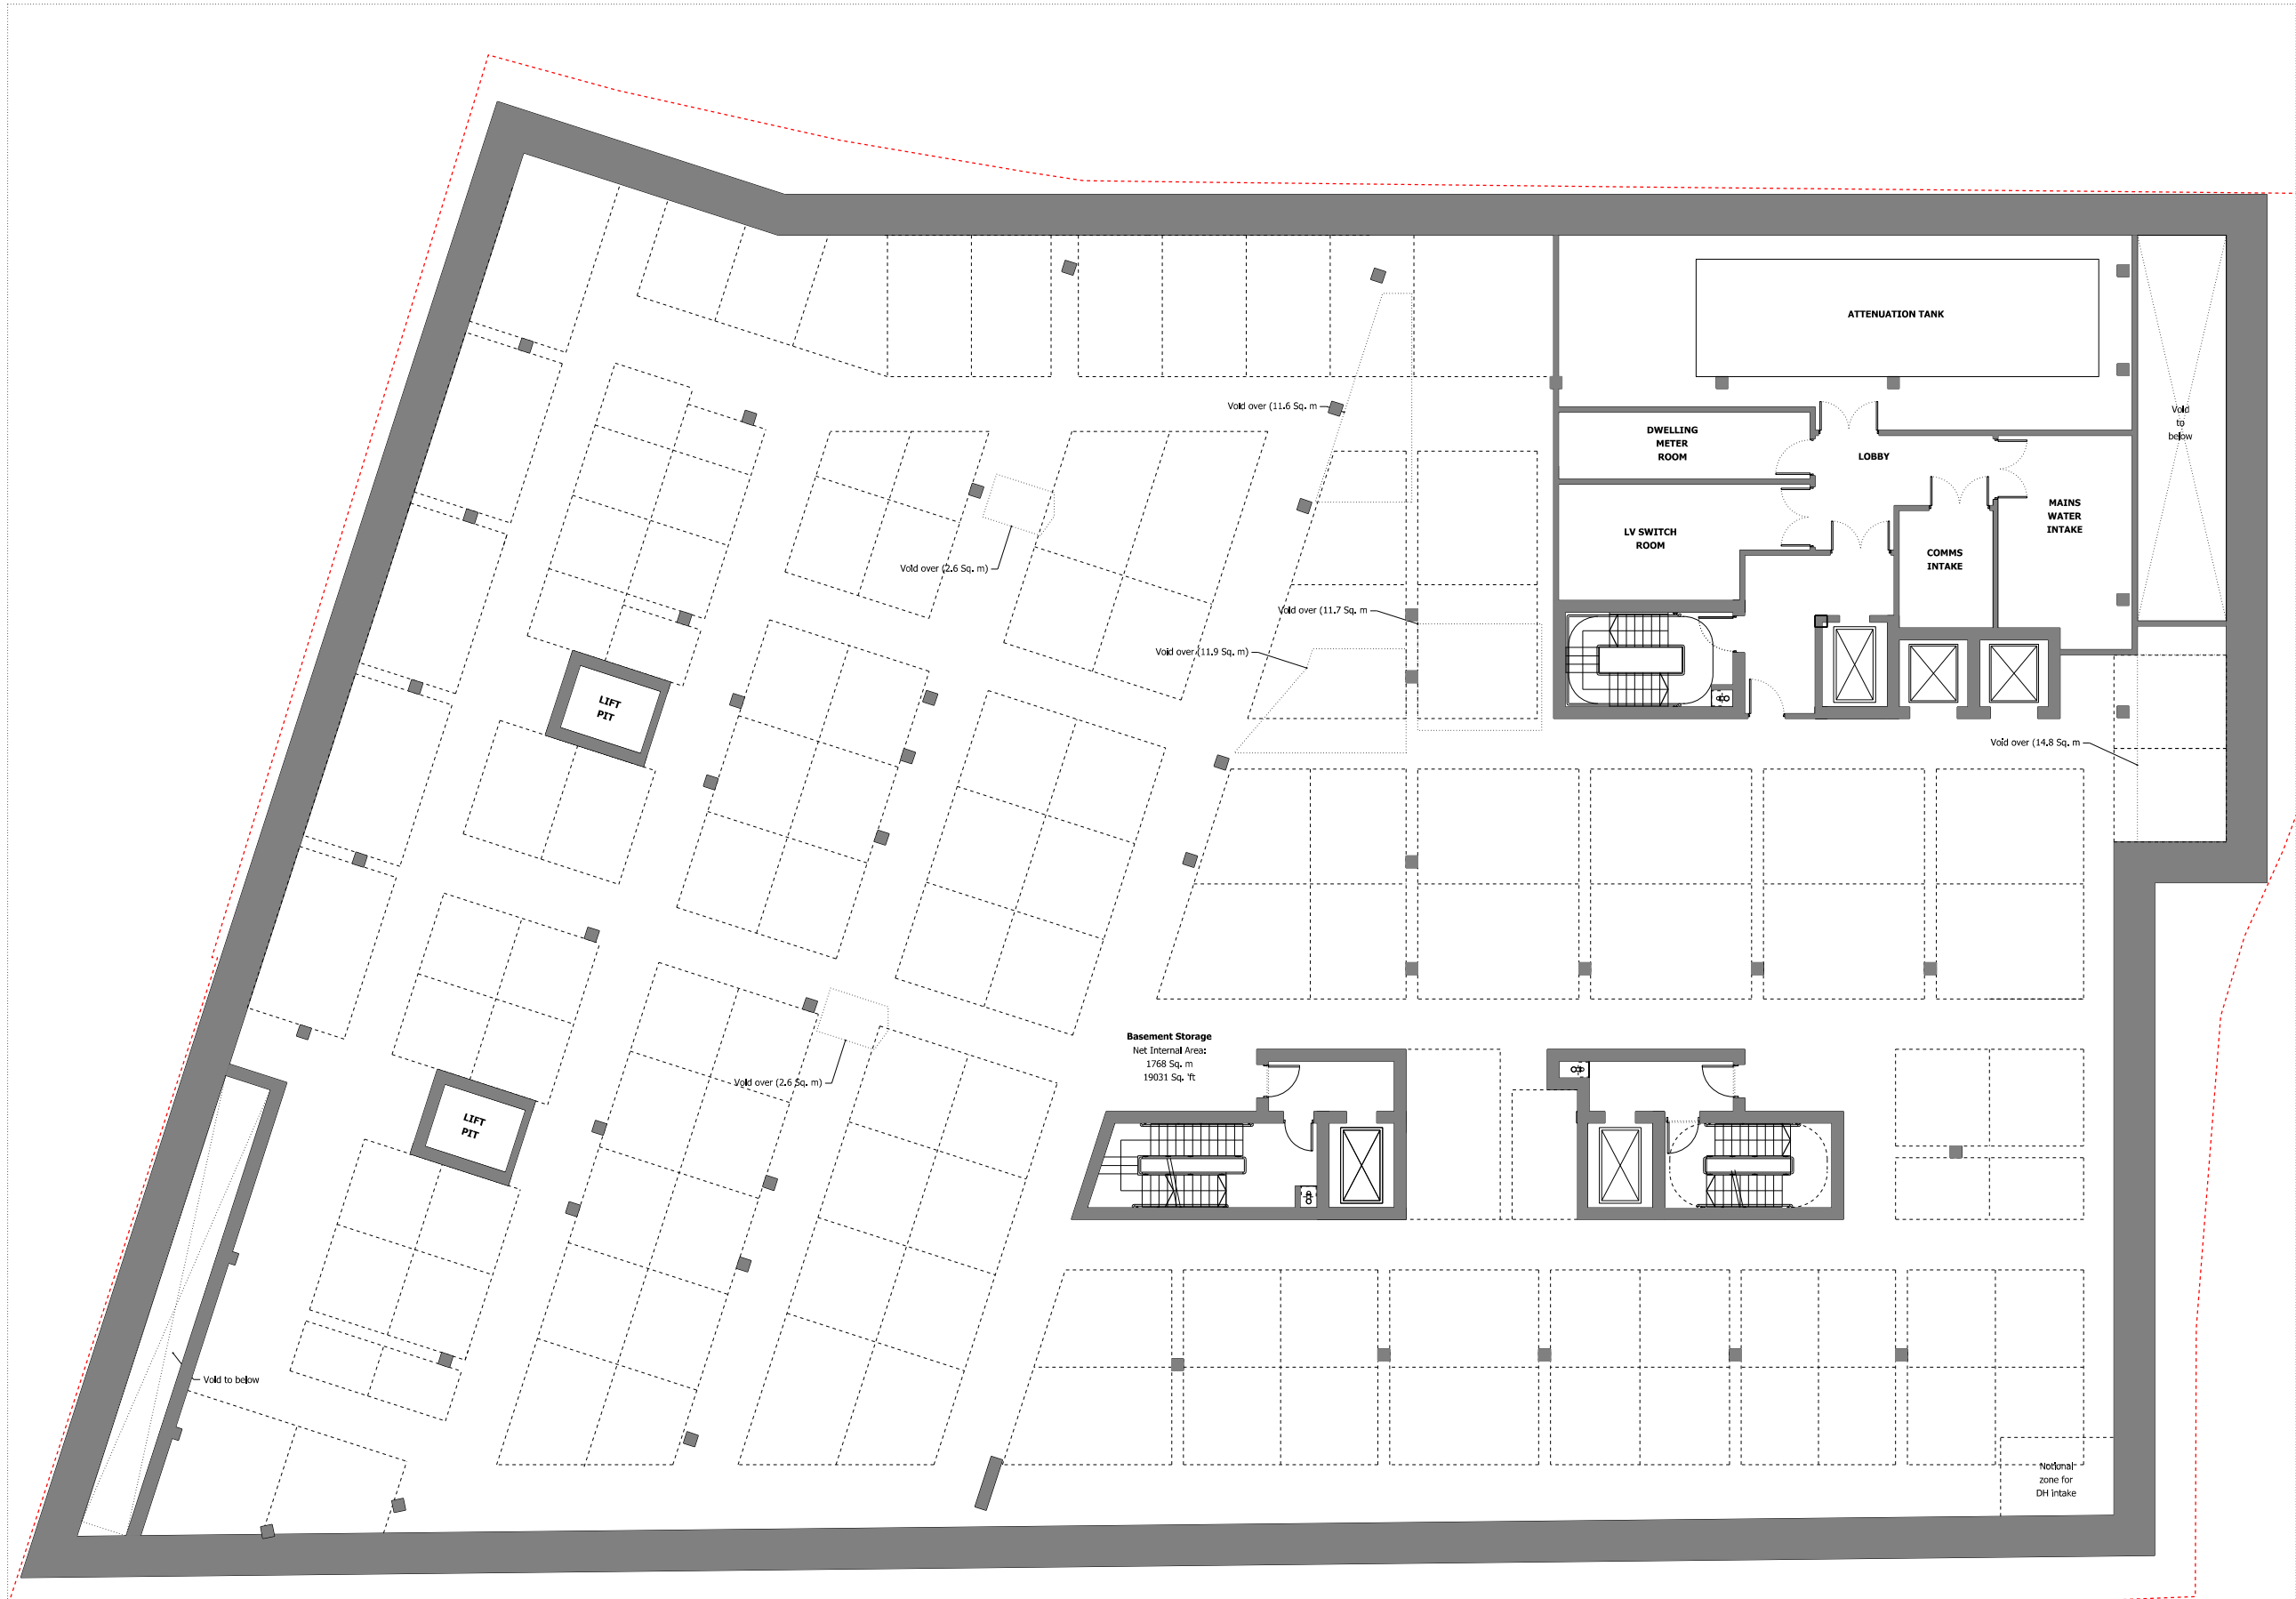 ATTENUATION TANK
Void over (11.6 Sq. m
Void
to
below
DWELLING
METER
ROOM
LOBBY
MAINS
WATER
INTAKE
LV SWITCH
ROOM
COMMS
INTAKE
Void over (2.6 Sq. m)
Void over (11.7 Sq. m
Void over (11.9 Sq. m)
LIFT
PIT
Void over (14.8 Sq. m
Basement Storage
Net Internal Area:
1768 Sq. m
19031 Sq. 'ft
Void over (2.6 Sq. m)
LIFT
PIT
Void to below
Notional
zone for
DH intake